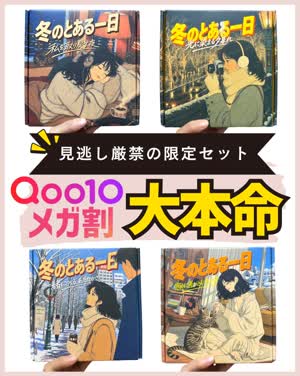 冬のとある一日
冬のとある一日
見逃し厳禁の限定セット
Qoo10
メガ割
大本命
冬のとある一日
冬のとある一日